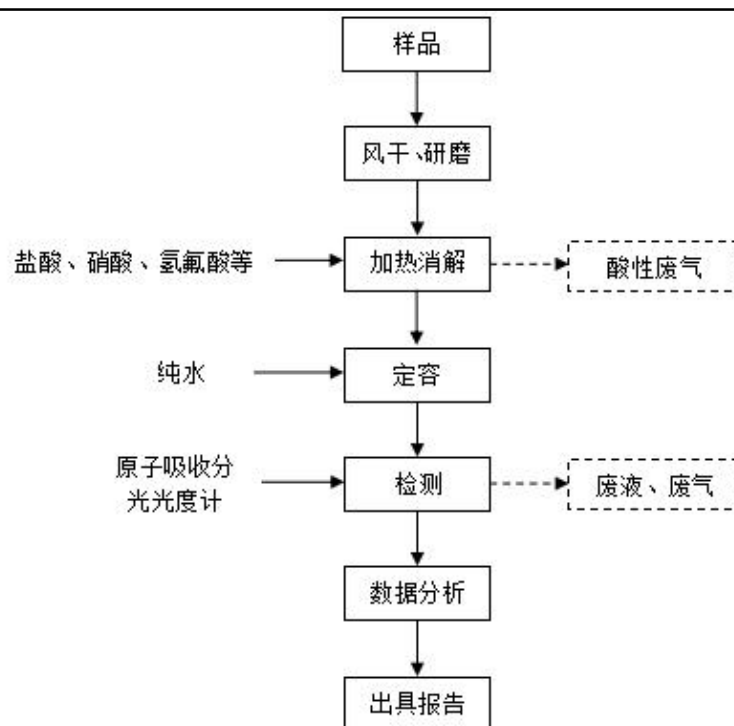 样品
风干、研磨
盐酸、硝酸、氢氟酸等
加热消解
酸性废气
纯水
定容
原子吸收分
光光度计
检测
废液、废气
数据分析
出具报告